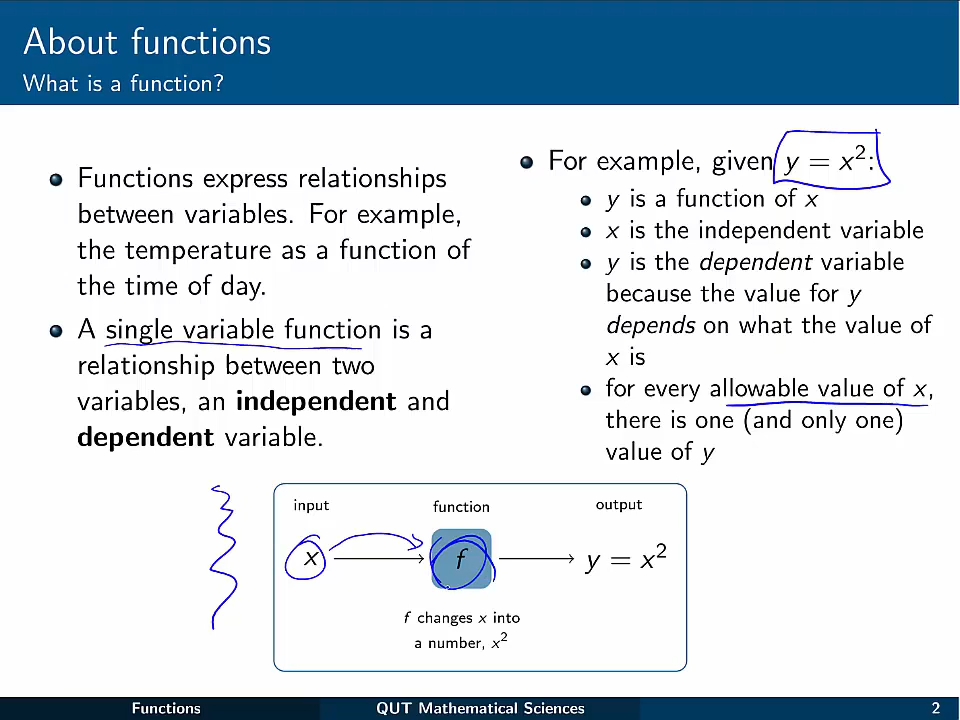 About functions
What is a function?
Functions express relationships
between variables. For example,
the temperature as a function of
the time of day.
A single variable function is a
relationship between two
variables, an independent and
dependent variable.
For example, given y = x²:
y is a function of x
x is the independent variable
y is the dependent variable
because the value for y
depends on what the value of
x is
for every allowable value of x,
there is one (and only one)
value of y
input
function
output
x
f
y = x²
f changes x into
a number, x²
Functions
QUT Mathematical Sciences
2